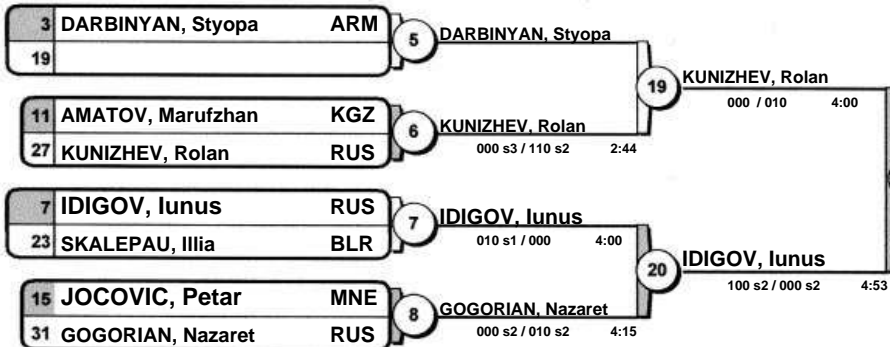 3 DARBINYAN, Styopa ARM
19
5
DARBINYAN, Styopa
11 AMATOV, Marufzhan KGZ
27 KUNIZHEV, Rolan RUS
6
KUNIZHEV, Rolan
000 s3 / 110 s2 2:44
19
KUNIZHEV, Rolan
000 / 010 4:00
7 IDIGOV, Iunus RUS
23 SKALEPAU, Illia BLR
7
IDIGOV, Iunus
010 s1 / 000 4:00
15 JOCOVIC, Petar MNE
31 GOGORIAN, Nazaret RUS
8
GOGORIAN, Nazaret
000 s2 / 010 s2 4:15
20
IDIGOV, Iunus
100 s2 / 000 s2 4:53